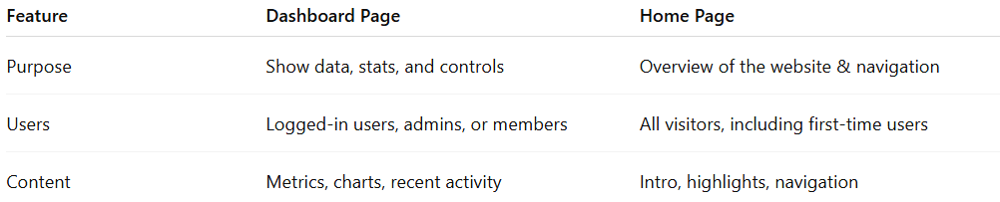 Feature Dashboard Page Home Page
Purpose Show data, stats, and controls Overview of the website & navigation
Users Logged-in users, admins, or members All visitors, including first-time users
Content Metrics, charts, recent activity Intro, highlights, navigation